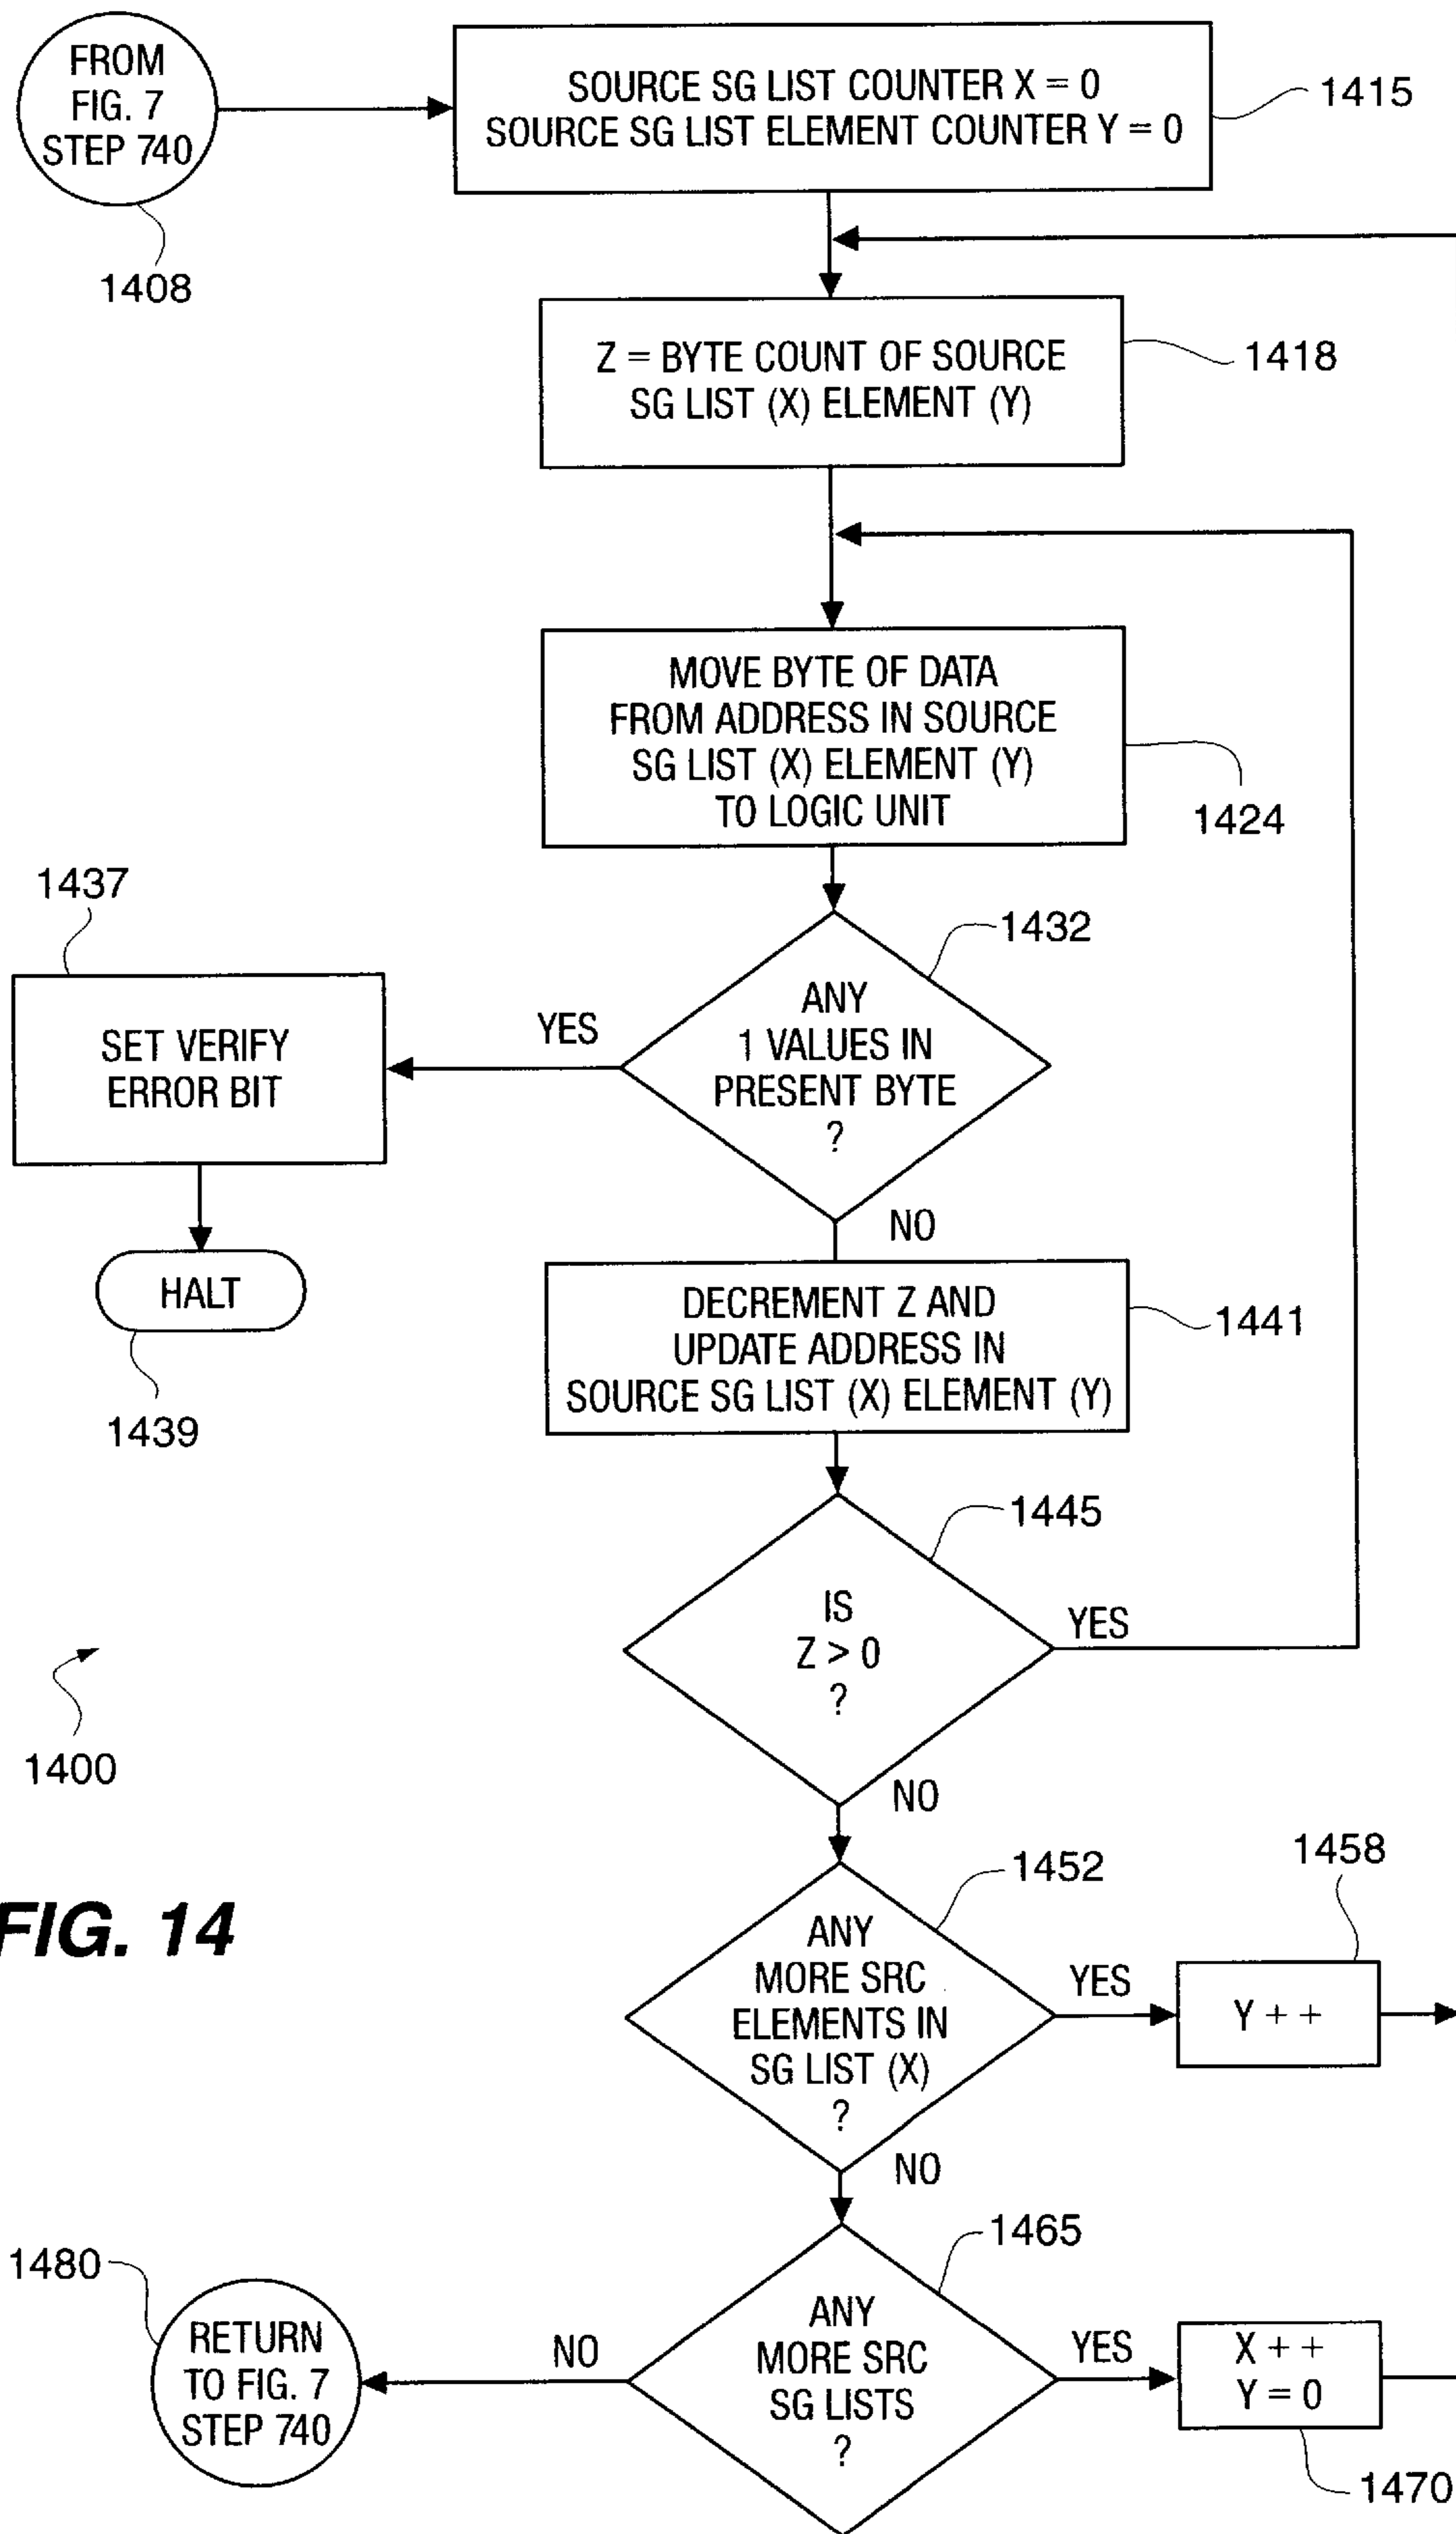 FROM
FIG. 7
STEP 740
1408
SOURCE SG LIST COUNTER X = 0
SOURCE SG LIST ELEMENT COUNTER Y = 0
1415
Z = BYTE COUNT OF SOURCE
SG LIST (X) ELEMENT (Y)
1418
MOVE BYTE OF DATA
FROM ADDRESS IN SOURCE
SG LIST (X) ELEMENT (Y)
TO LOGIC UNIT
1424
ANY
1 VALUES IN
PRESENT BYTE
?
1432
YES
1437
SET VERIFY
ERROR BIT
HALT
1439
NO
DECREMENT Z AND
UPDATE ADDRESS IN
SOURCE SG LIST (X) ELEMENT (Y)
1441
IS
Z > 0
?
1445
YES
NO
1400
FIG. 14
ANY
MORE SRC
ELEMENTS IN
SG LIST (X)
?
1452
YES
Y + +
1458
NO
ANY
MORE SRC
SG LISTS
?
1465
YES
X + +
Y = 0
1470
NO
RETURN
TO FIG. 7
STEP 740
1480